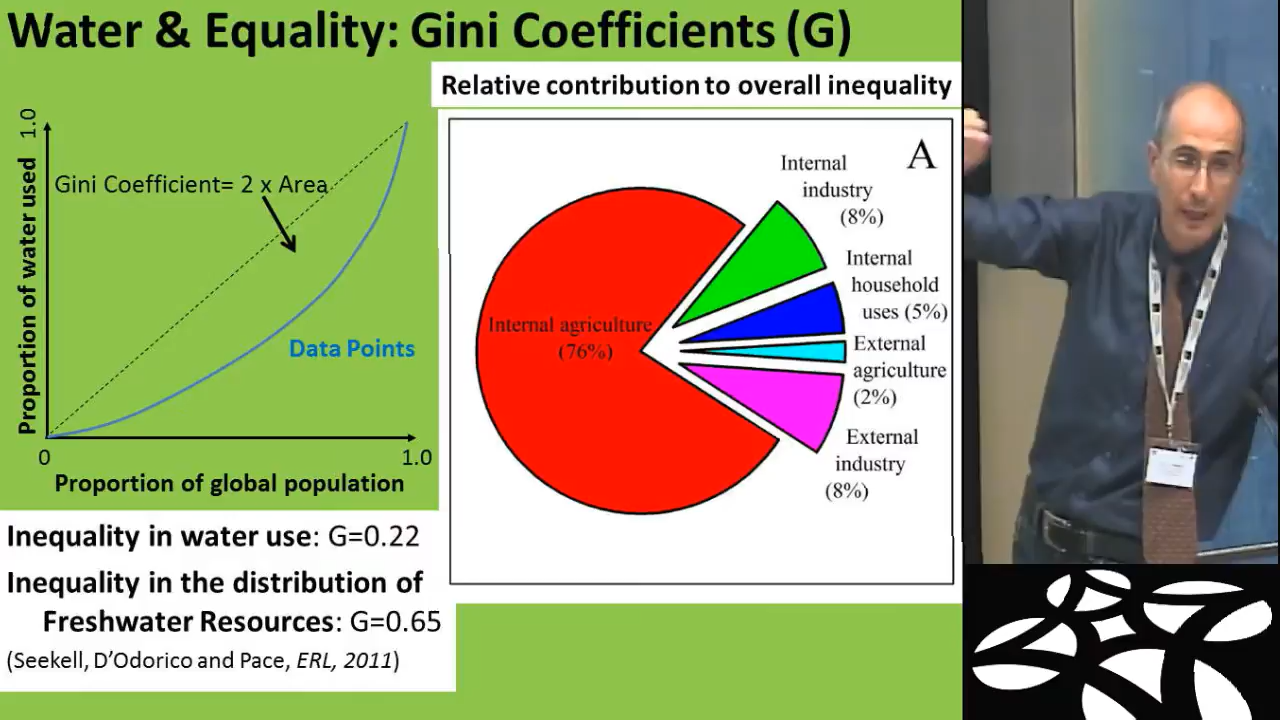 Water & Equality: Gini Coefficients (G)
Relative contribution to overall inequality
1.0
Proportion of water used
Gini Coefficient= 2 x Area
Data Points
0
1.0
Proportion of global population
A
Internal
industry
(8%)
Internal
household
uses (5%)
Internal agriculture
(76%)
External
agriculture
(2%)
External
industry
(8%)
Inequality in water use: G=0.22
Inequality in the distribution of
Freshwater Resources: G=0.65
(Seekell, D'Odorico and Pace, ERL, 2011)